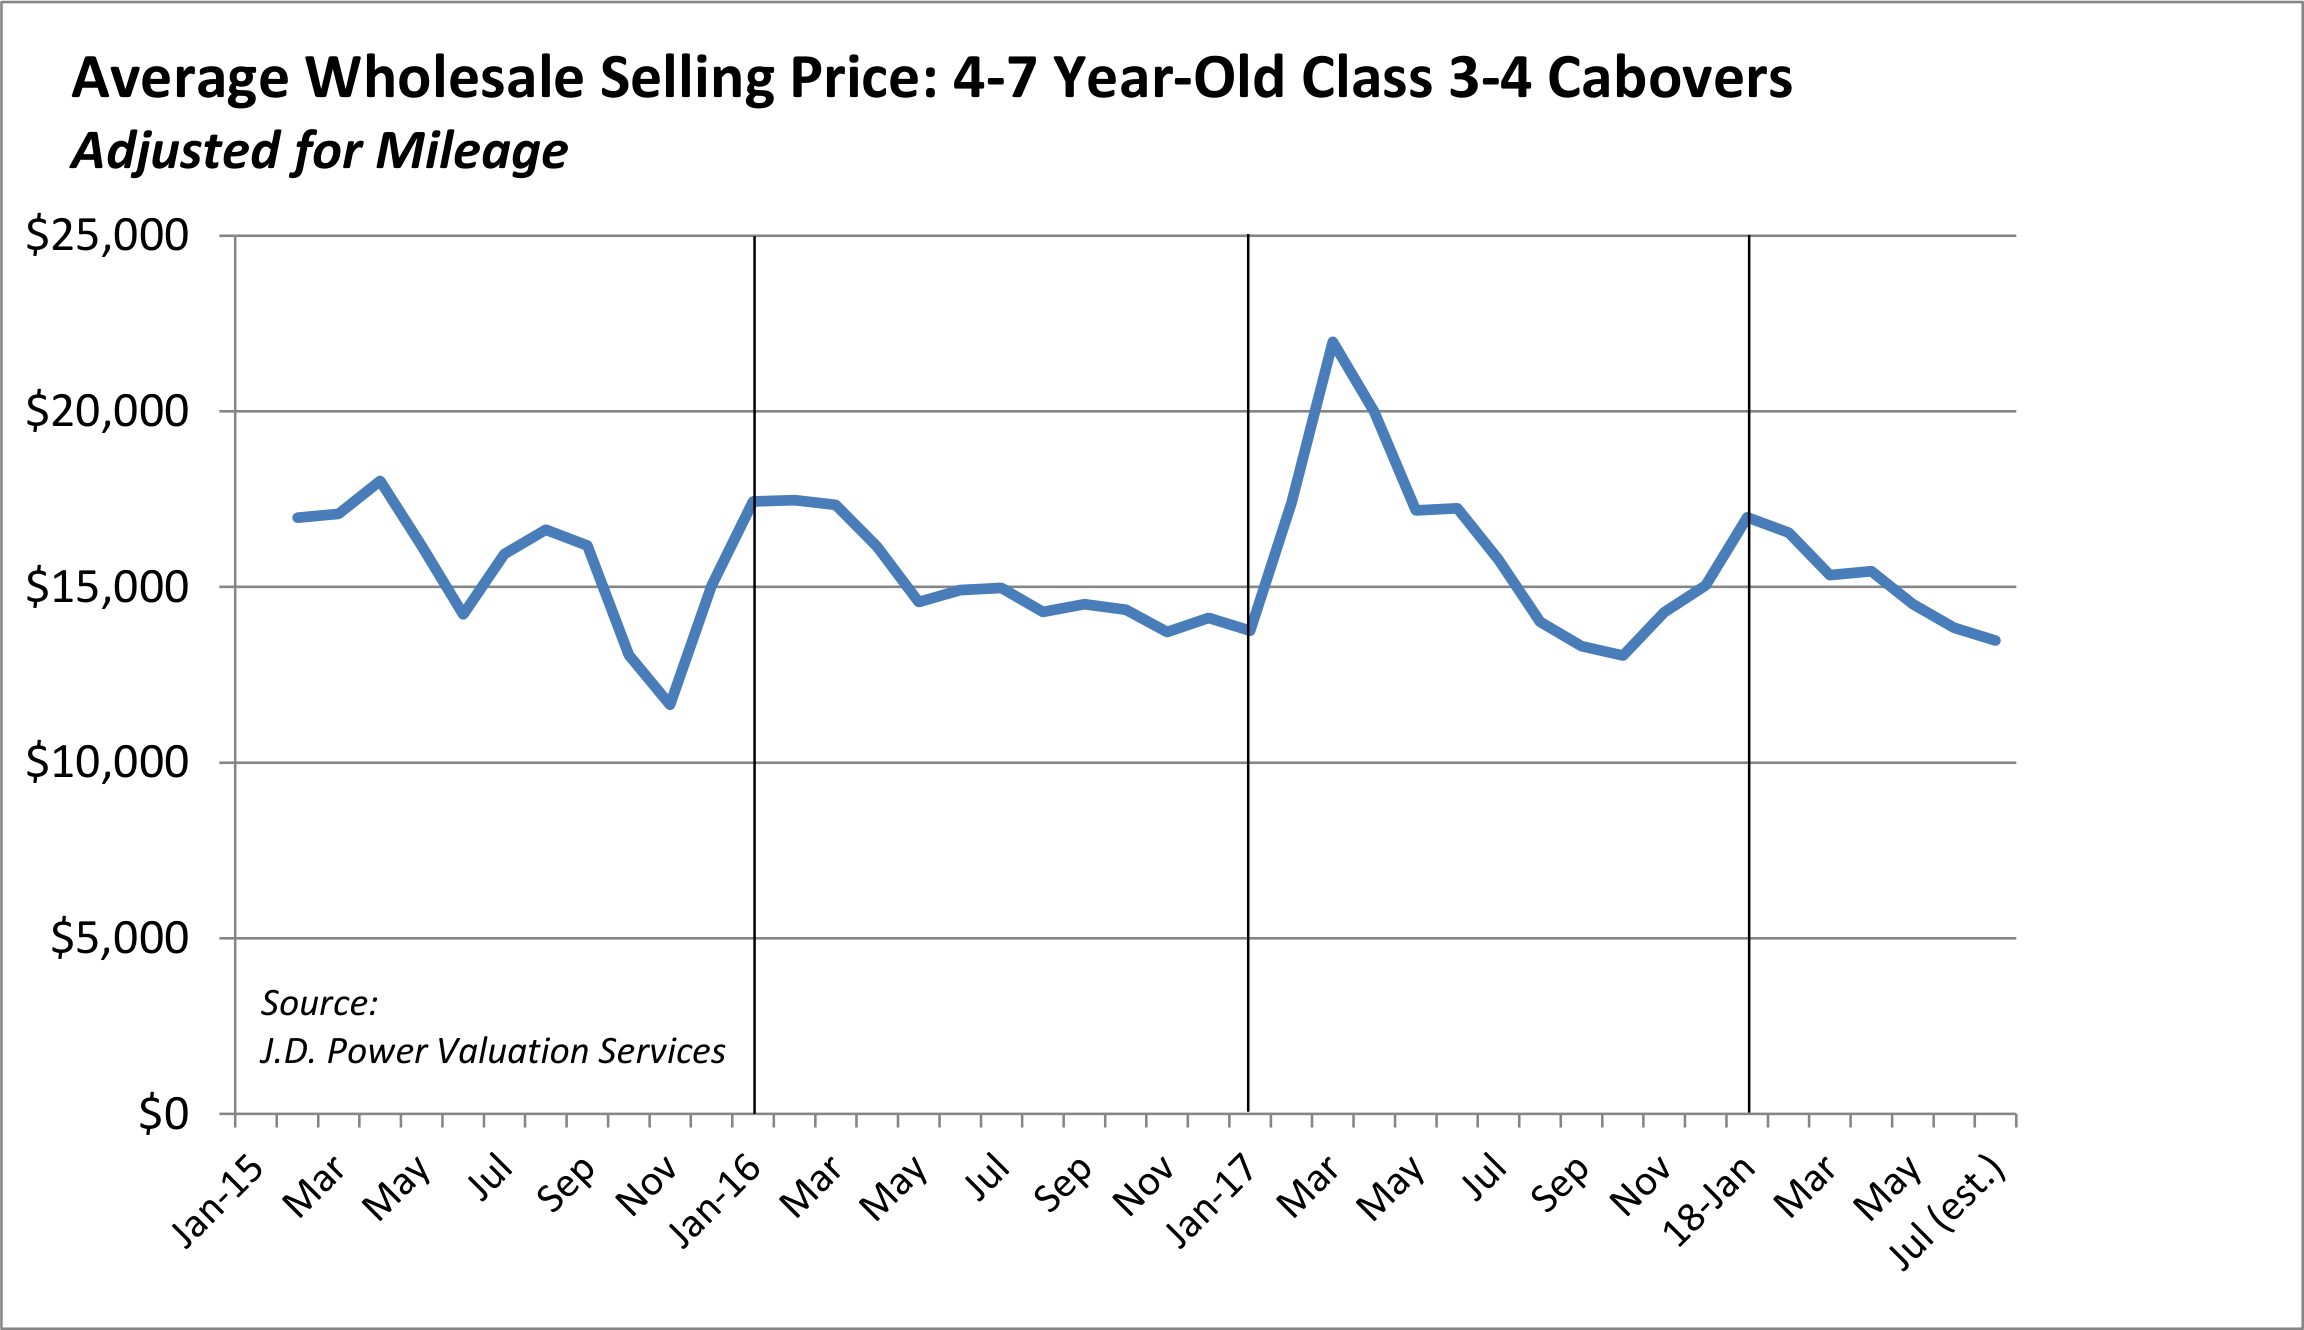 Average Wholesale Selling Price: 4-7 Year-Old Class 3-4 Cabovers
Adjusted for Mileage
$25,000
$20,000
$15,000
$10,000
$5,000
$0
Source:
J.D. Power Valuation Services
Jan-15
Mar
May
Jul
Sep
Nov
Jan-16
Mar
May
Jul
Sep
Nov
Jan-17
Mar
May
Jul
Sep
Nov
18-Jan
Mar
May
Jul (est.)